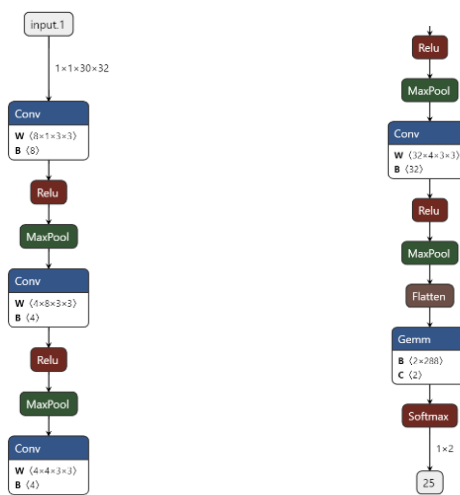 input.1
1×1×30×32
Conv
W ⟨8×1×3×3⟩
B ⟨8⟩
Relu
MaxPool
Conv
W ⟨4×8×3×3⟩
B ⟨4⟩
Relu
MaxPool
Conv
W ⟨4×4×3×3⟩
B ⟨4⟩
Relu
MaxPool
Conv
W ⟨32×4×3×3⟩
B ⟨32⟩
Relu
MaxPool
Flatten
Gemm
B ⟨2×288⟩
C ⟨2⟩
Softmax
1×2
25